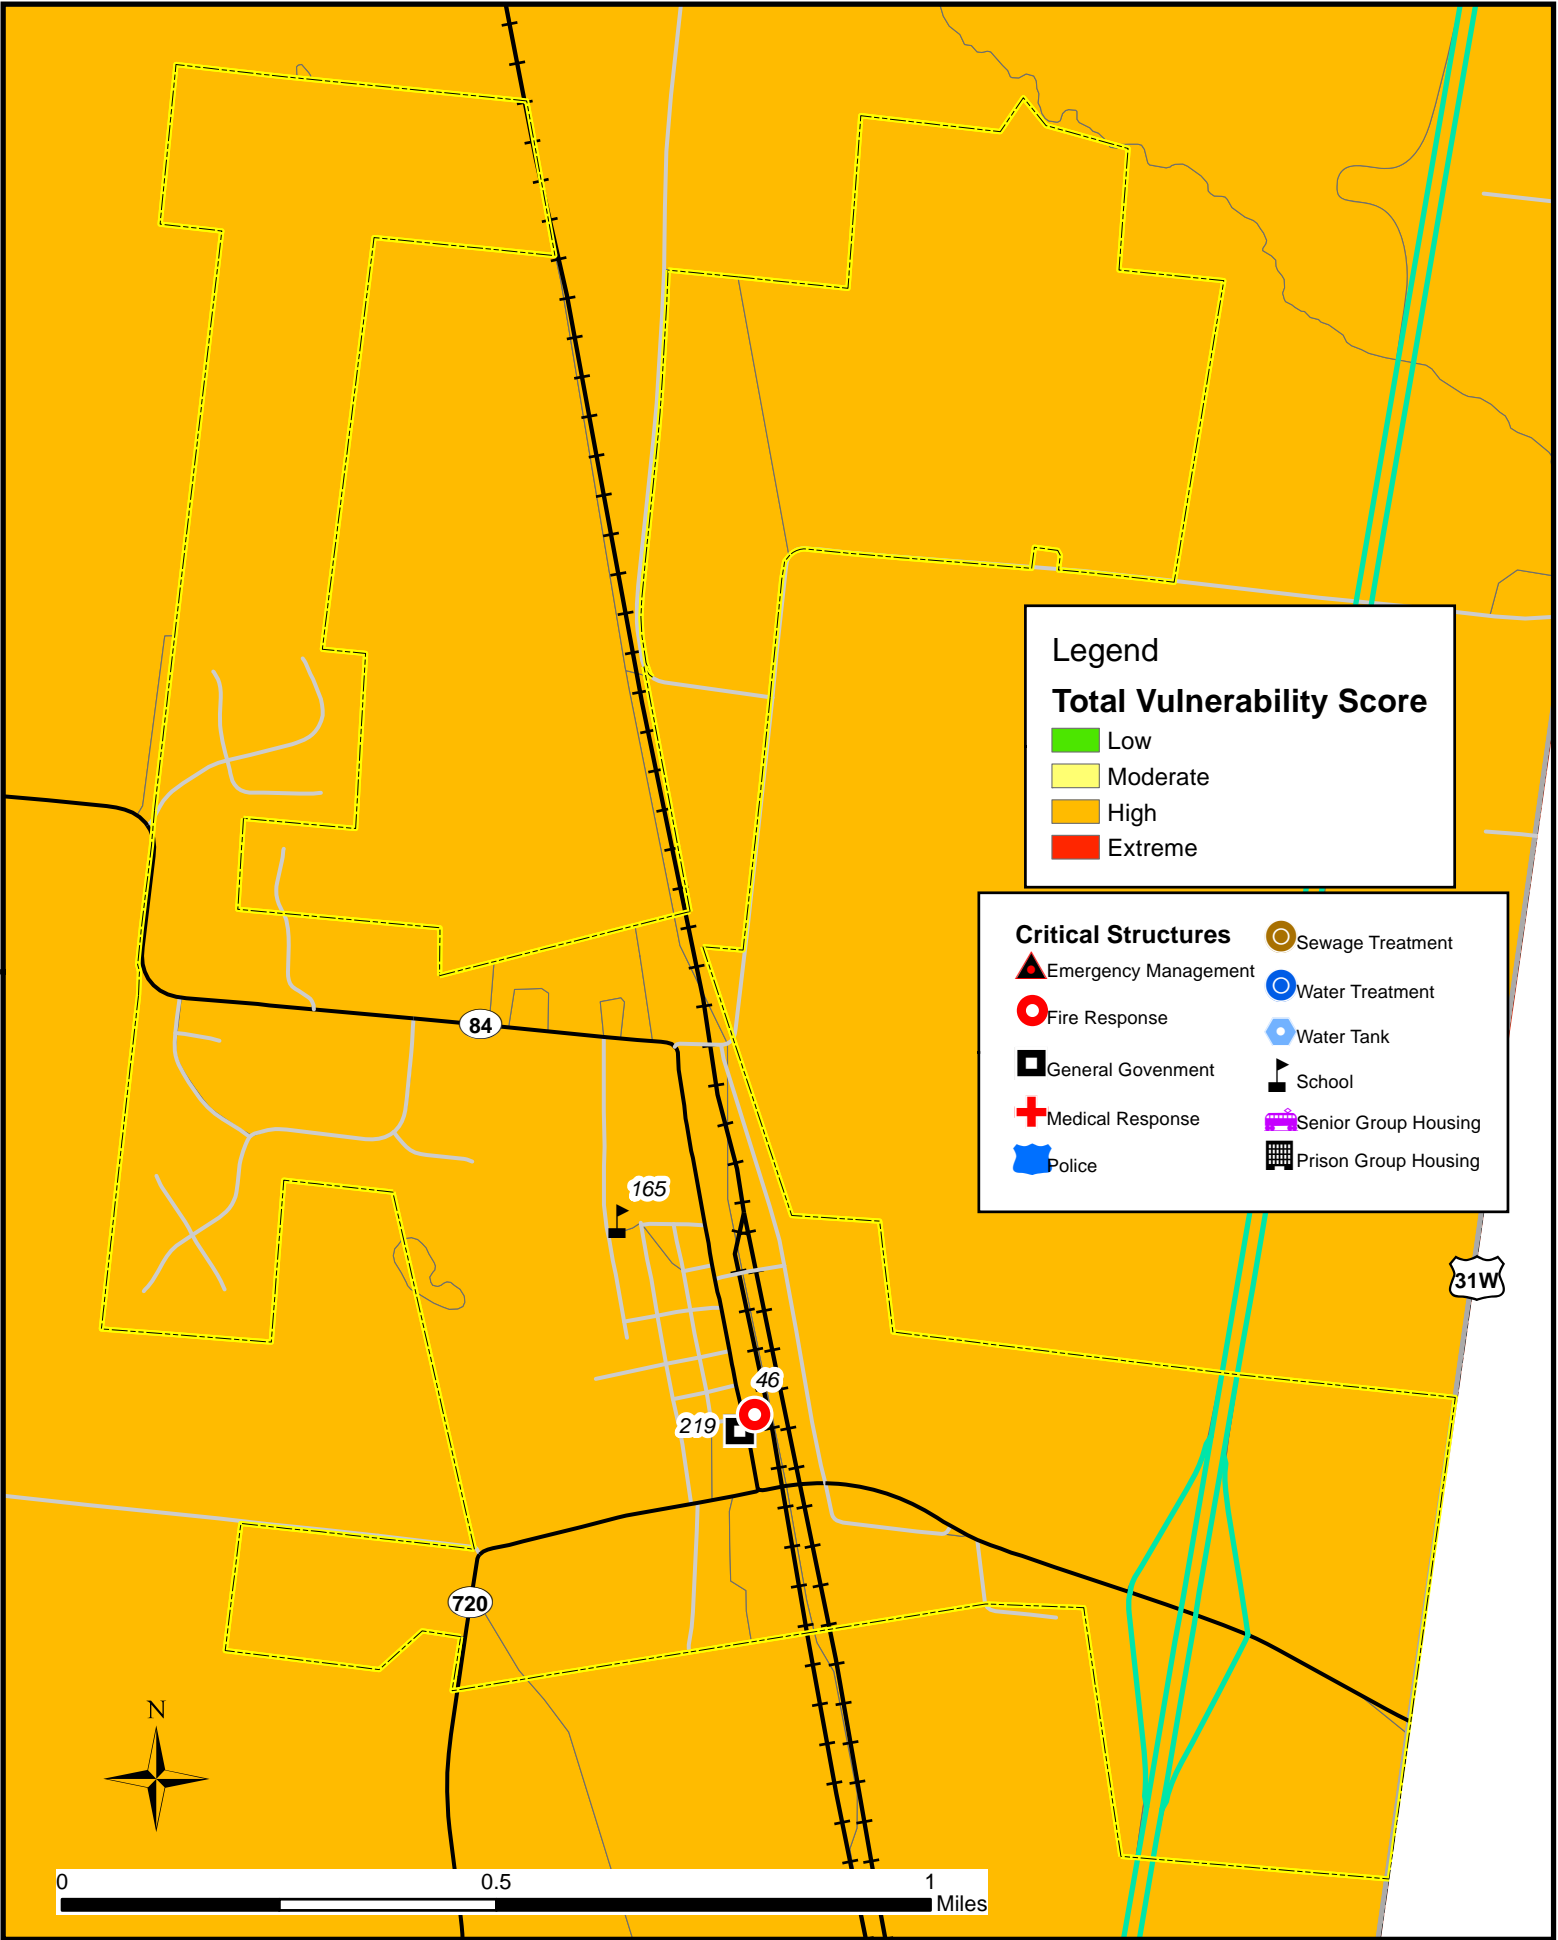 Legend
Total Vulnerability Score
Low
Moderate
High
Extreme
Critical Structures
Emergency Management
Fire Response
General Govenment
Medical Response
Police
Sewage Treatment
Water Treatment
Water Tank
School
Senior Group Housing
Prison Group Housing
84
165
31W
46
219
720
N
0 0.5 1
Miles